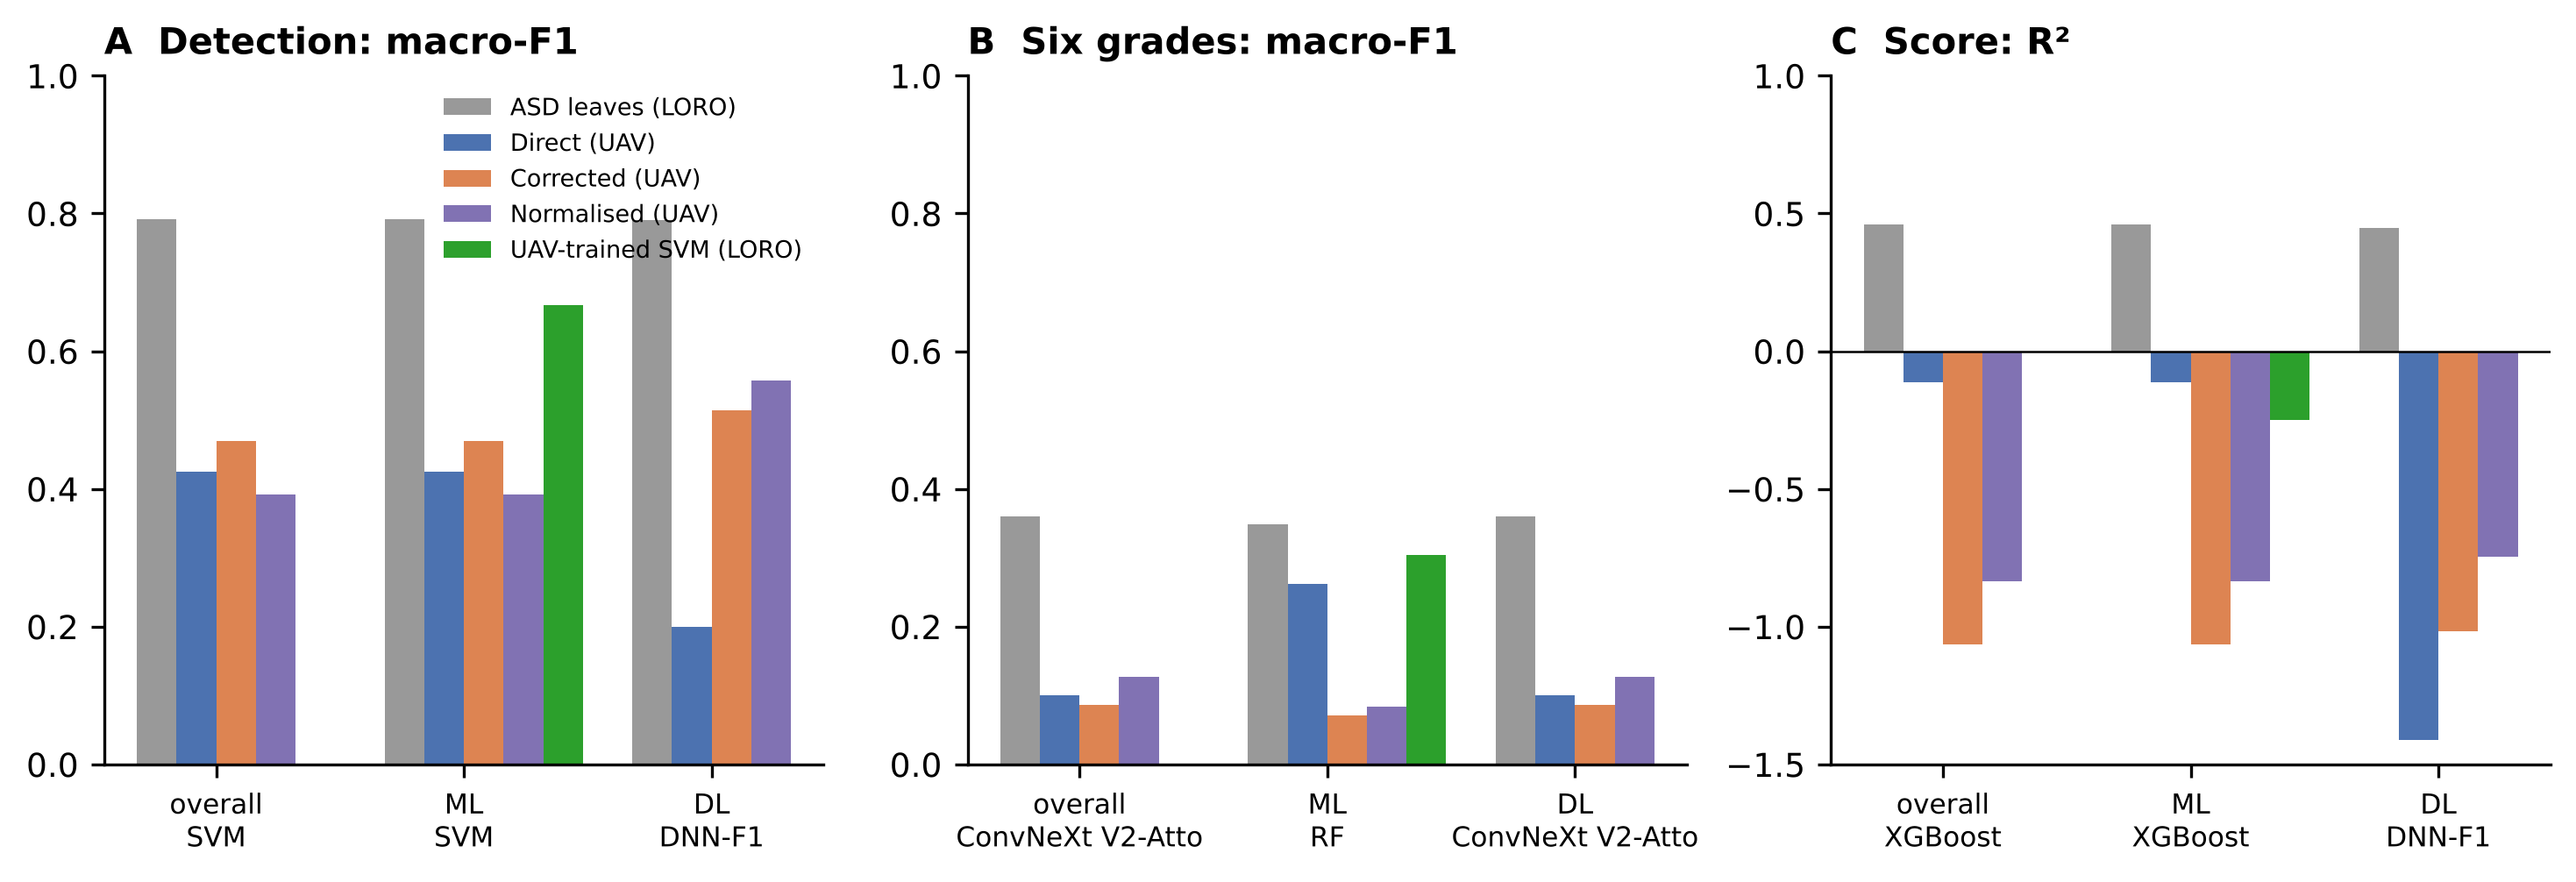 A Detection: macro-F1
1.0
0.8
0.6
0.4
0.2
0.0
ASD leaves (LORO)
Direct (UAV)
Corrected (UAV)
Normalised (UAV)
UAV-trained SVM (LORO)
overall
SVM
ML
SVM
DL
DNN-F1
B Six grades: macro-F1
1.0
0.8
0.6
0.4
0.2
0.0
overall
ConvNeXt V2-Atto
ML
RF
DL
ConvNeXt V2-Atto
C Score: R²
1.0
0.5
0.0
−0.5
−1.0
−1.5
overall
XGBoost
ML
XGBoost
DL
DNN-F1